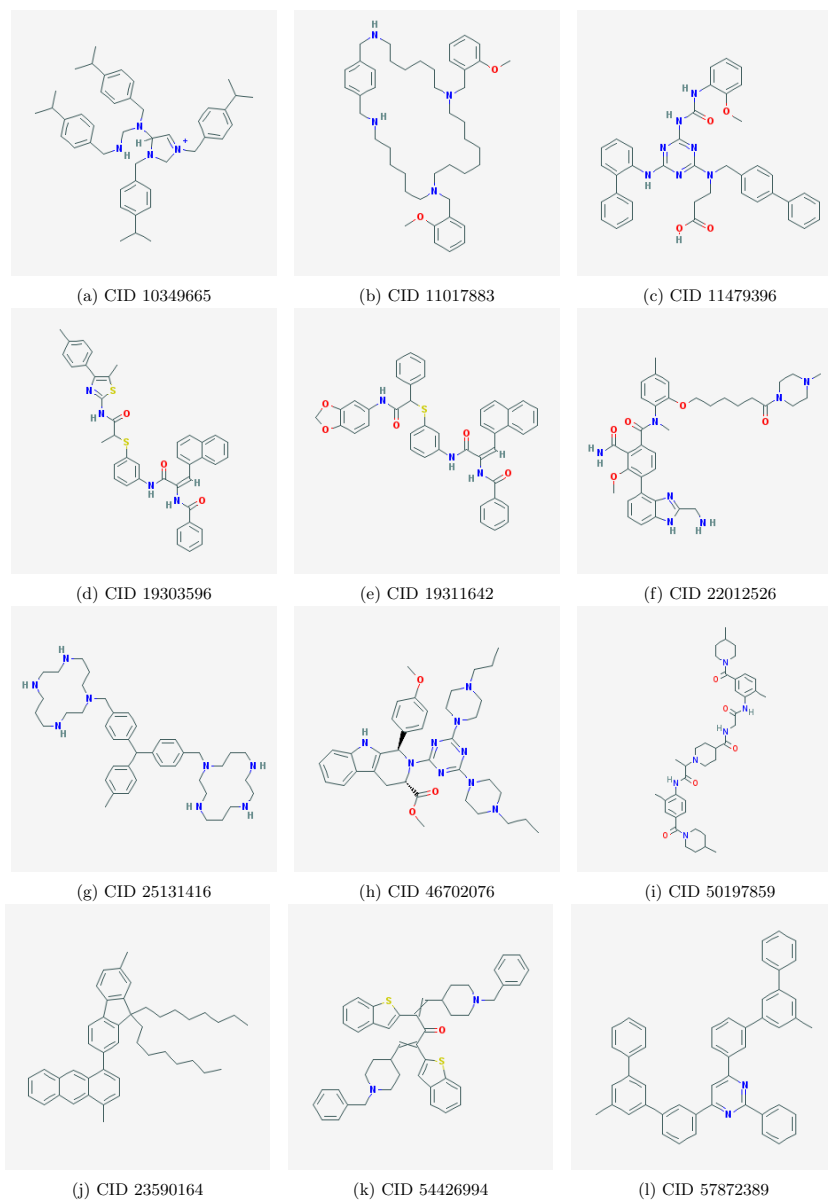 (a) CID 10349665
(b) CID 11017883
(c) CID 11479396
(d) CID 19303596
(e) CID 19311642
(f) CID 22012526
(g) CID 25131416
(h) CID 46702076
(i) CID 50197859
(j) CID 23590164
(k) CID 54426994
(l) CID 57872389